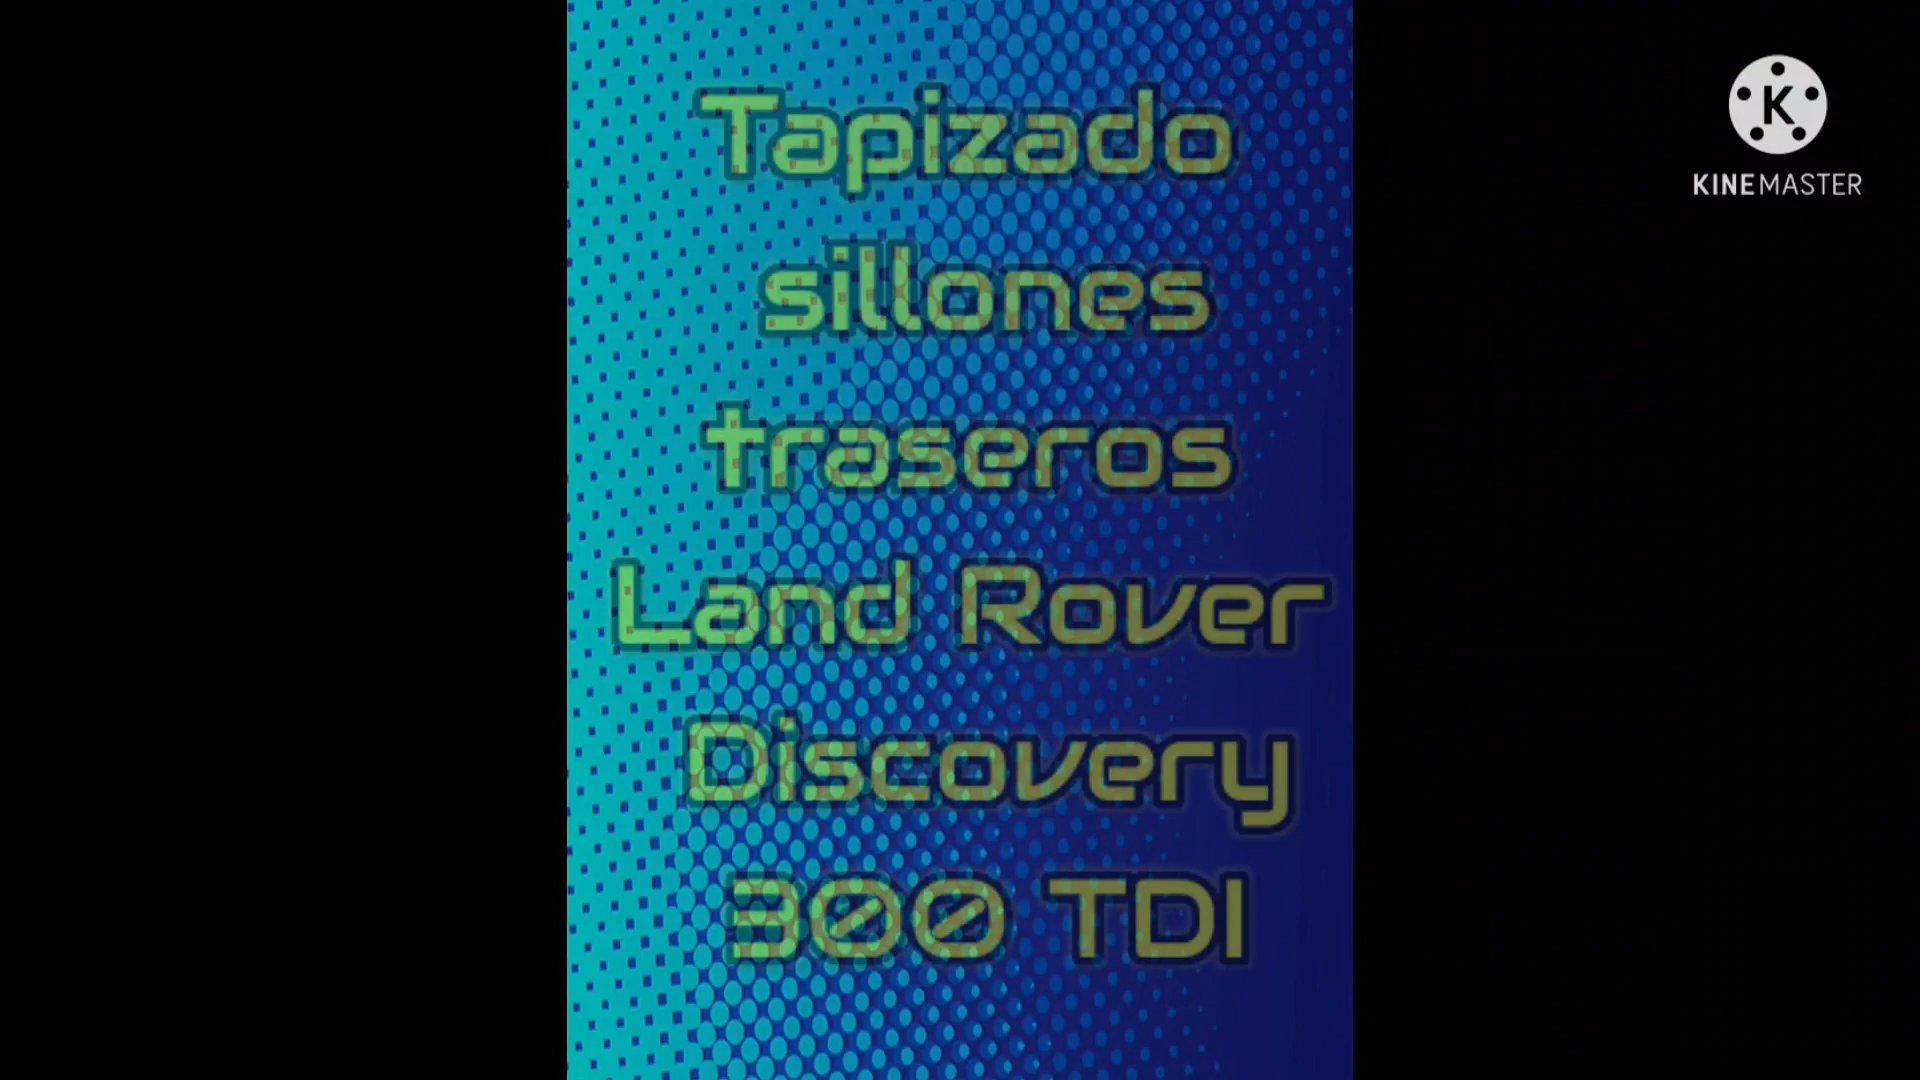 Tapizado
sillones
traseros
Land Rover
Discovery
300 TDI
K
KINEMASTER